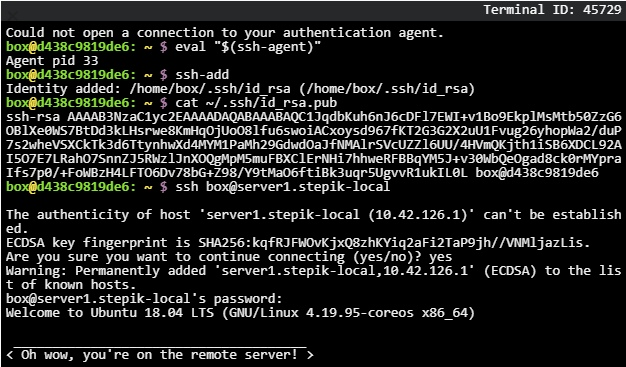 Terminal ID: 45729
Could not open a connection to your authentication agent.
box@d438c9819de6: ~ $ eval "$(ssh-agent)"
Agent pid 33
box@d438c9819de6: ~ $ ssh-add
Identity added: /home/box/.ssh/id_rsa (/home/box/.ssh/id_rsa)
box@d438c9819de6: ~ $ cat ~/.ssh/id_rsa.pub
ssh-rsa AAAAB3NzaC1yc2EAAAADAQABAAABAQC1JqdbKuh6nJ6cDFl7EWI+v1Bo9EkplMsMtb50ZzG6
OBlXe0WS7BtDd3kLHsrwe8KmHqOjUoO8lfu6swoiACxoysd967fKT2G3G2X2uU1Fvug26yhopWa2/duP
7s2wheVSXCkTk3d6TtynhwXd4MYM1PaMh29GdwdOaJfNMAlrSVcUZZl6UU/4HVmQKjth1iSB6XDCL92A
I5O7E7LRahO7SnnZJ5RWzlJnXOQgMpM5muFBXClErNHi7hhweRFBBqYM5J+v30WbQeOgad8ck0rMYpra
Ifs7p0/+FoWBzH4LFTO6Dv78bG+Z98/Y9tMaO6ftiBk3uqr5UgvvR1ukIL0L box@d438c9819de6
box@d438c9819de6: ~ $ ssh box@server1.stepik-local
The authenticity of host 'server1.stepik-local (10.42.126.1)' can't be establish
ed.
ECDSA key fingerprint is SHA256:kqfRJFWOvKjxQ8zhKYiq2aFi2TaP9jh//VNMljazLis.
Are you sure you want to continue connecting (yes/no)? yes
Warning: Permanently added 'server1.stepik-local,10.42.126.1' (ECDSA) to the lis
t of known hosts.
box@server1.stepik-local's password:
Welcome to Ubuntu 18.04 LTS (GNU/Linux 4.19.95-coreos x86_64)
< Oh wow, you're on the remote server! >